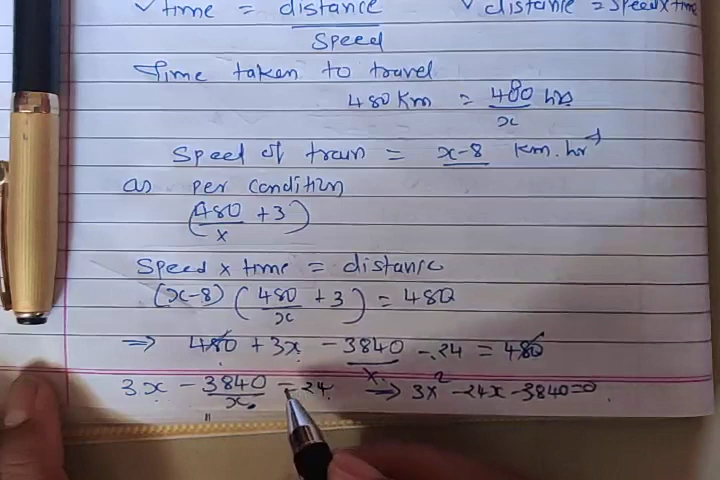 √ time = distance / Speed √ distance = Speed x time
Time taken to travel
480 Km = 480/x hrs
Speed of train = x-8 Km.hr⁻¹
as per condition
(480/x + 3)
Speed x time = distance
(x-8) (480/x + 3) = 480
⇒ 480 + 3x - 3840/x - 24 = 480
3x - 3840/x = 24 ⇒ 3x² - 24x - 3840=0